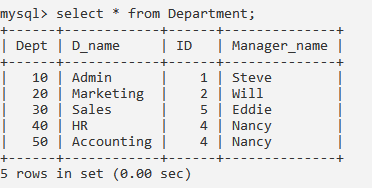 mysql> select * from Department;
+------+------------+------+--------------+
| Dept | D_name     | ID   | Manager_name |
+------+------------+------+--------------+
|   10 | Admin      |    1 | Steve        |
|   20 | Marketing  |    2 | Will         |
|   30 | Sales      |    5 | Eddie        |
|   40 | HR         |    4 | Nancy        |
|   50 | Accounting |    4 | Nancy        |
+------+------------+------+--------------+
5 rows in set (0.00 sec)